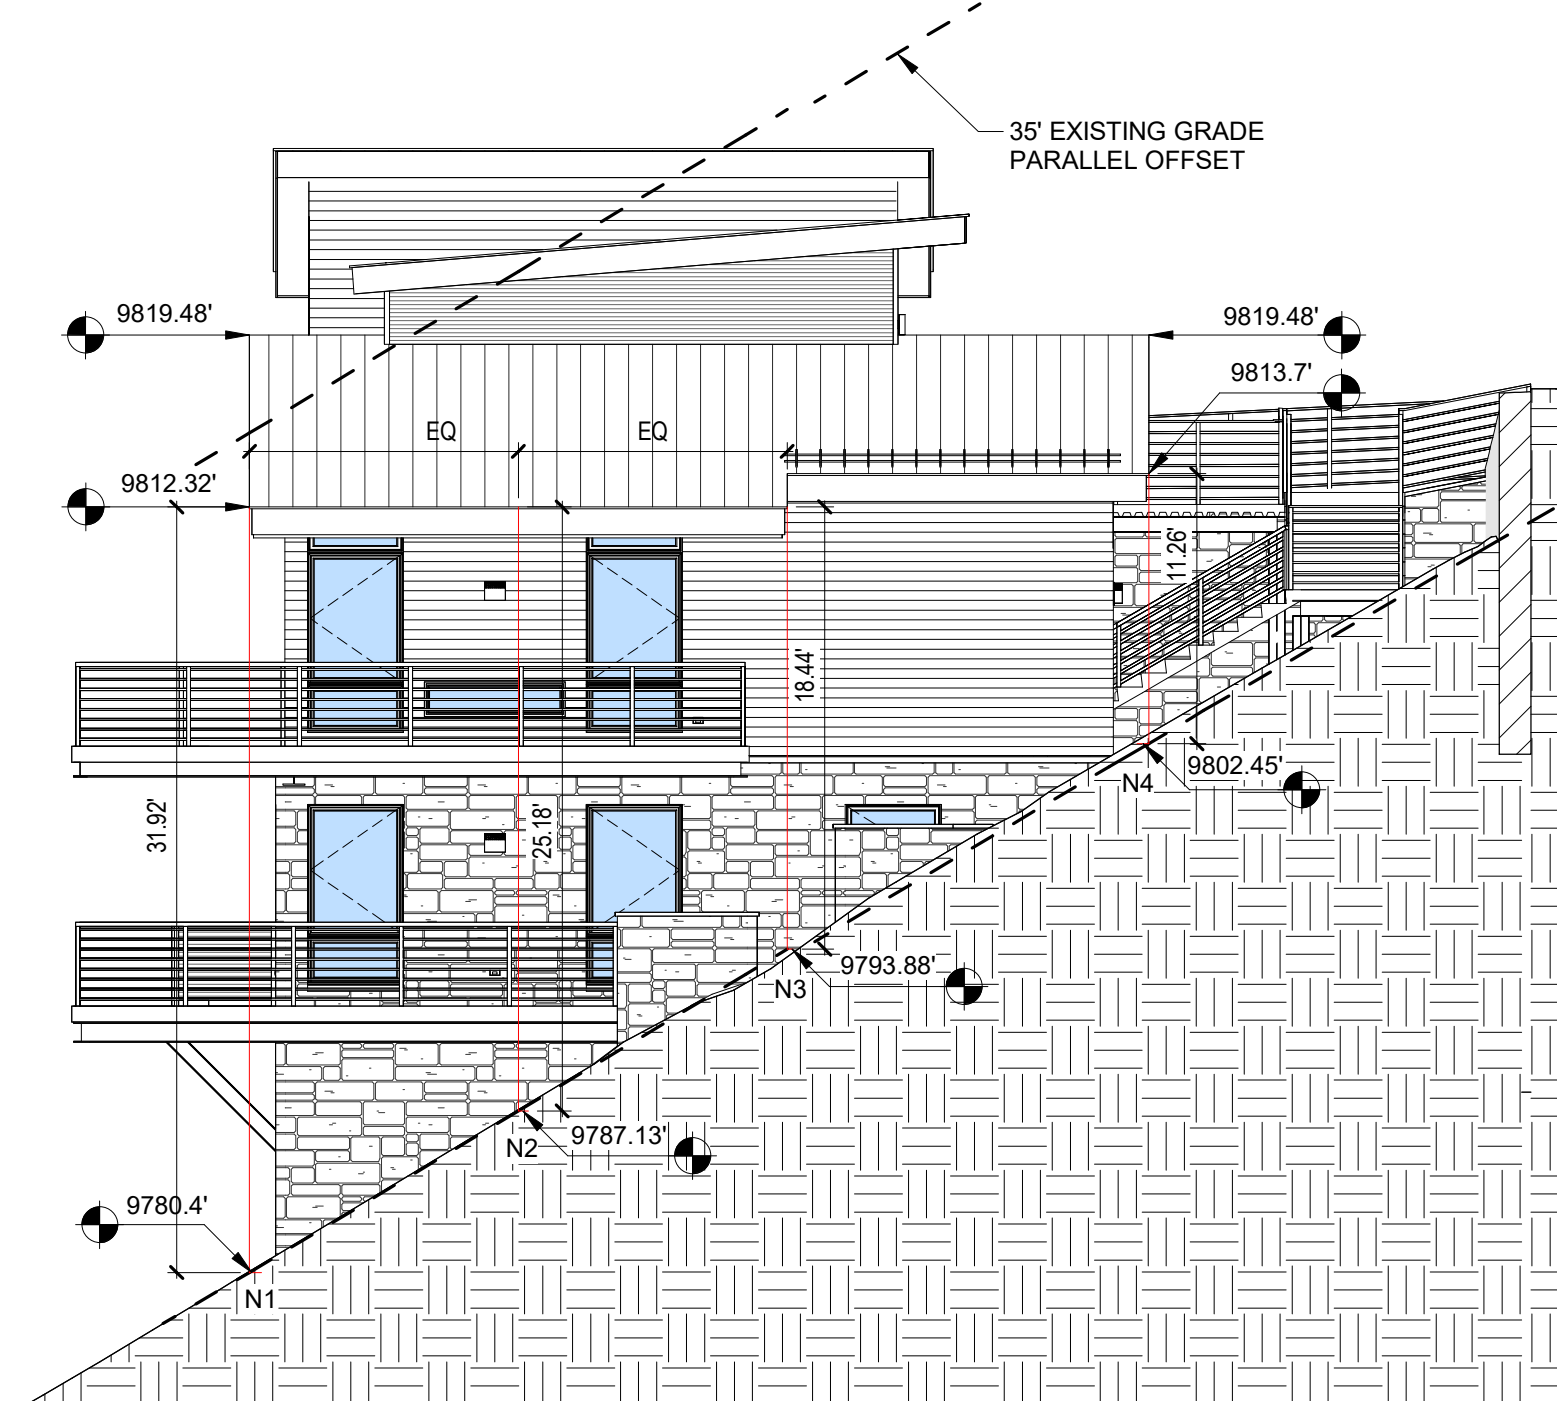 35' EXISTING GRADE
PARALLEL OFFSET
9819.48'
9819.48'
9813.7'
EQ
EQ
9812.32'
11.26'
18.44'
9802.45'
N4
31.92'
25.18'
9793.88'
N3
9787.13'
N2
9780.4'
N1